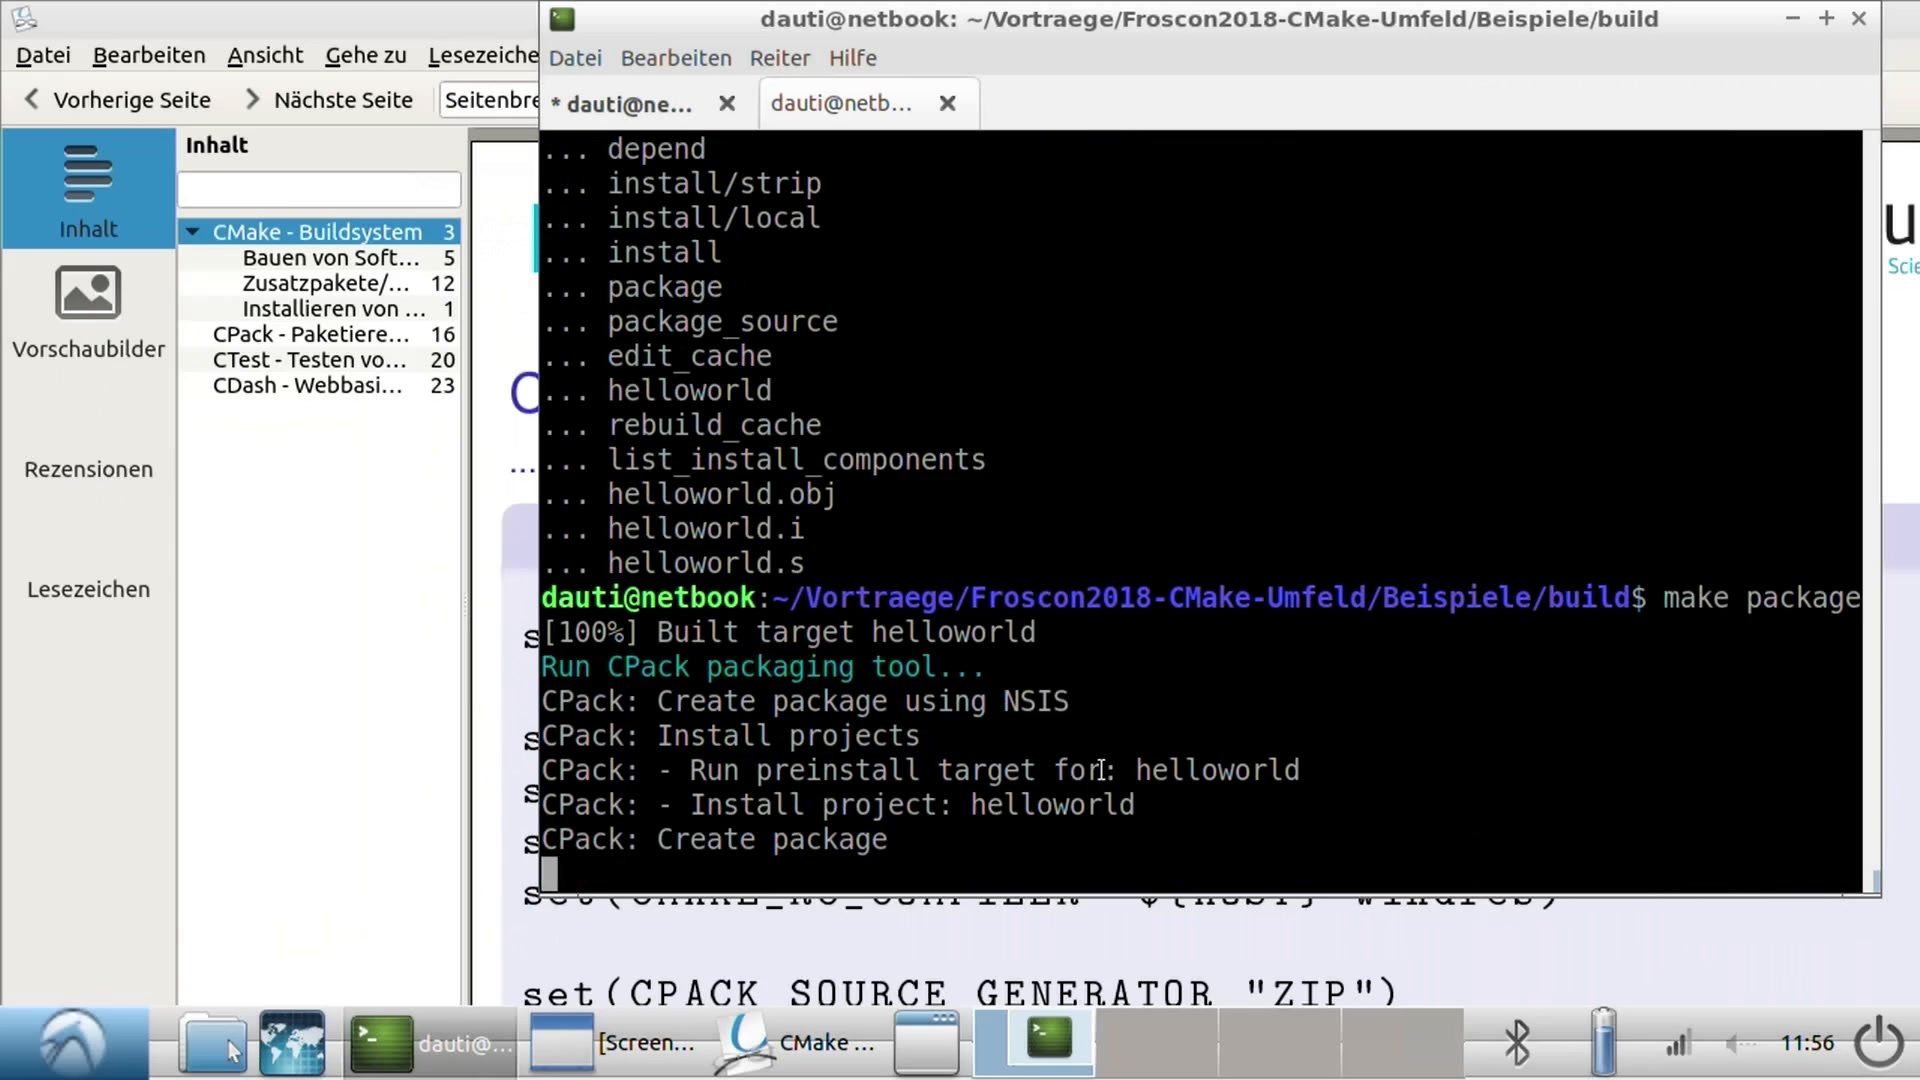 dauti@netbook: ~/Vortraege/Froscon2018-CMake-Umfeld/Beispiele/build
Datei Bearbeiten Ansicht Gehe zu Lesezeiche
Datei Bearbeiten Reiter Hilfe
Vorherige Seite Nächste Seite Seitenbre
* dauti@ne... dauti@netb...
Inhalt
Inhalt
Vorschaubilder
Rezensionen
Lesezeichen
CMake - Buildsystem 3
Bauen von Soft... 5
Zusatzpakete/... 12
Installieren von ... 1
CPack - Paketiere... 16
CTest - Testen vo... 20
CDash - Webbasi... 23
... depend
... install/strip
... install/local
... install
... package
... package_source
... edit_cache
... helloworld
... rebuild_cache
... list_install_components
... helloworld.obj
... helloworld.i
... helloworld.s
dauti@netbook:~/Vortraege/Froscon2018-CMake-Umfeld/Beispiele/build$ make package
[100%] Built target helloworld
Run CPack packaging tool...
CPack: Create package using NSIS
CPack: Install projects
CPack: - Run preinstall target for: helloworld
CPack: - Install project: helloworld
CPack: Create package
u
Scie
set(CPACK_SOURCE_GENERATOR "ZIP")
dauti@... [Screen... CMake ... 11:56